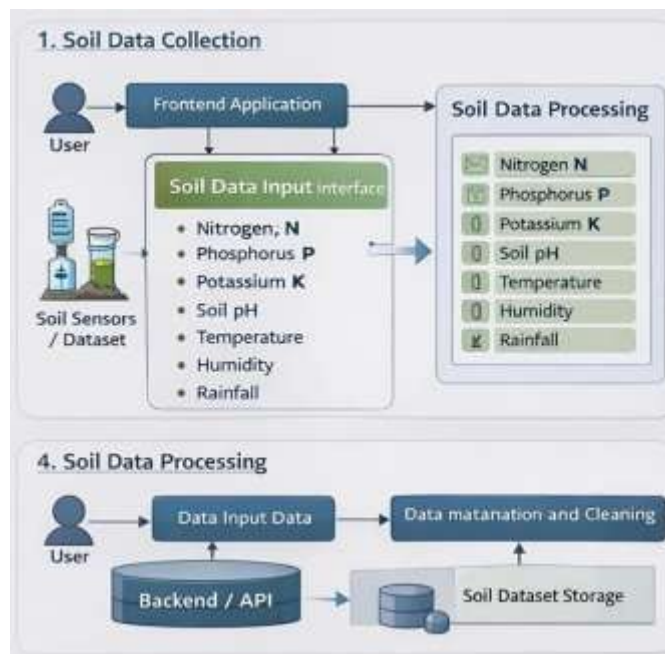 1. Soil Data Collection
User
Frontend Application
Soil Data Processing
Soil Data Input interface
Nitrogen, N
Phosphorus P
Potassium K
Soil pH
Temperature
Humidity
Rainfall
Soil Sensors
/ Dataset
Nitrogen N
Phosphorus P
Potassium K
Soil pH
Temperature
Humidity
Rainfall
4. Soil Data Processing
User
Data Input Data
Data matanation and Cleaning
Backend / API
Soil Dataset Storage